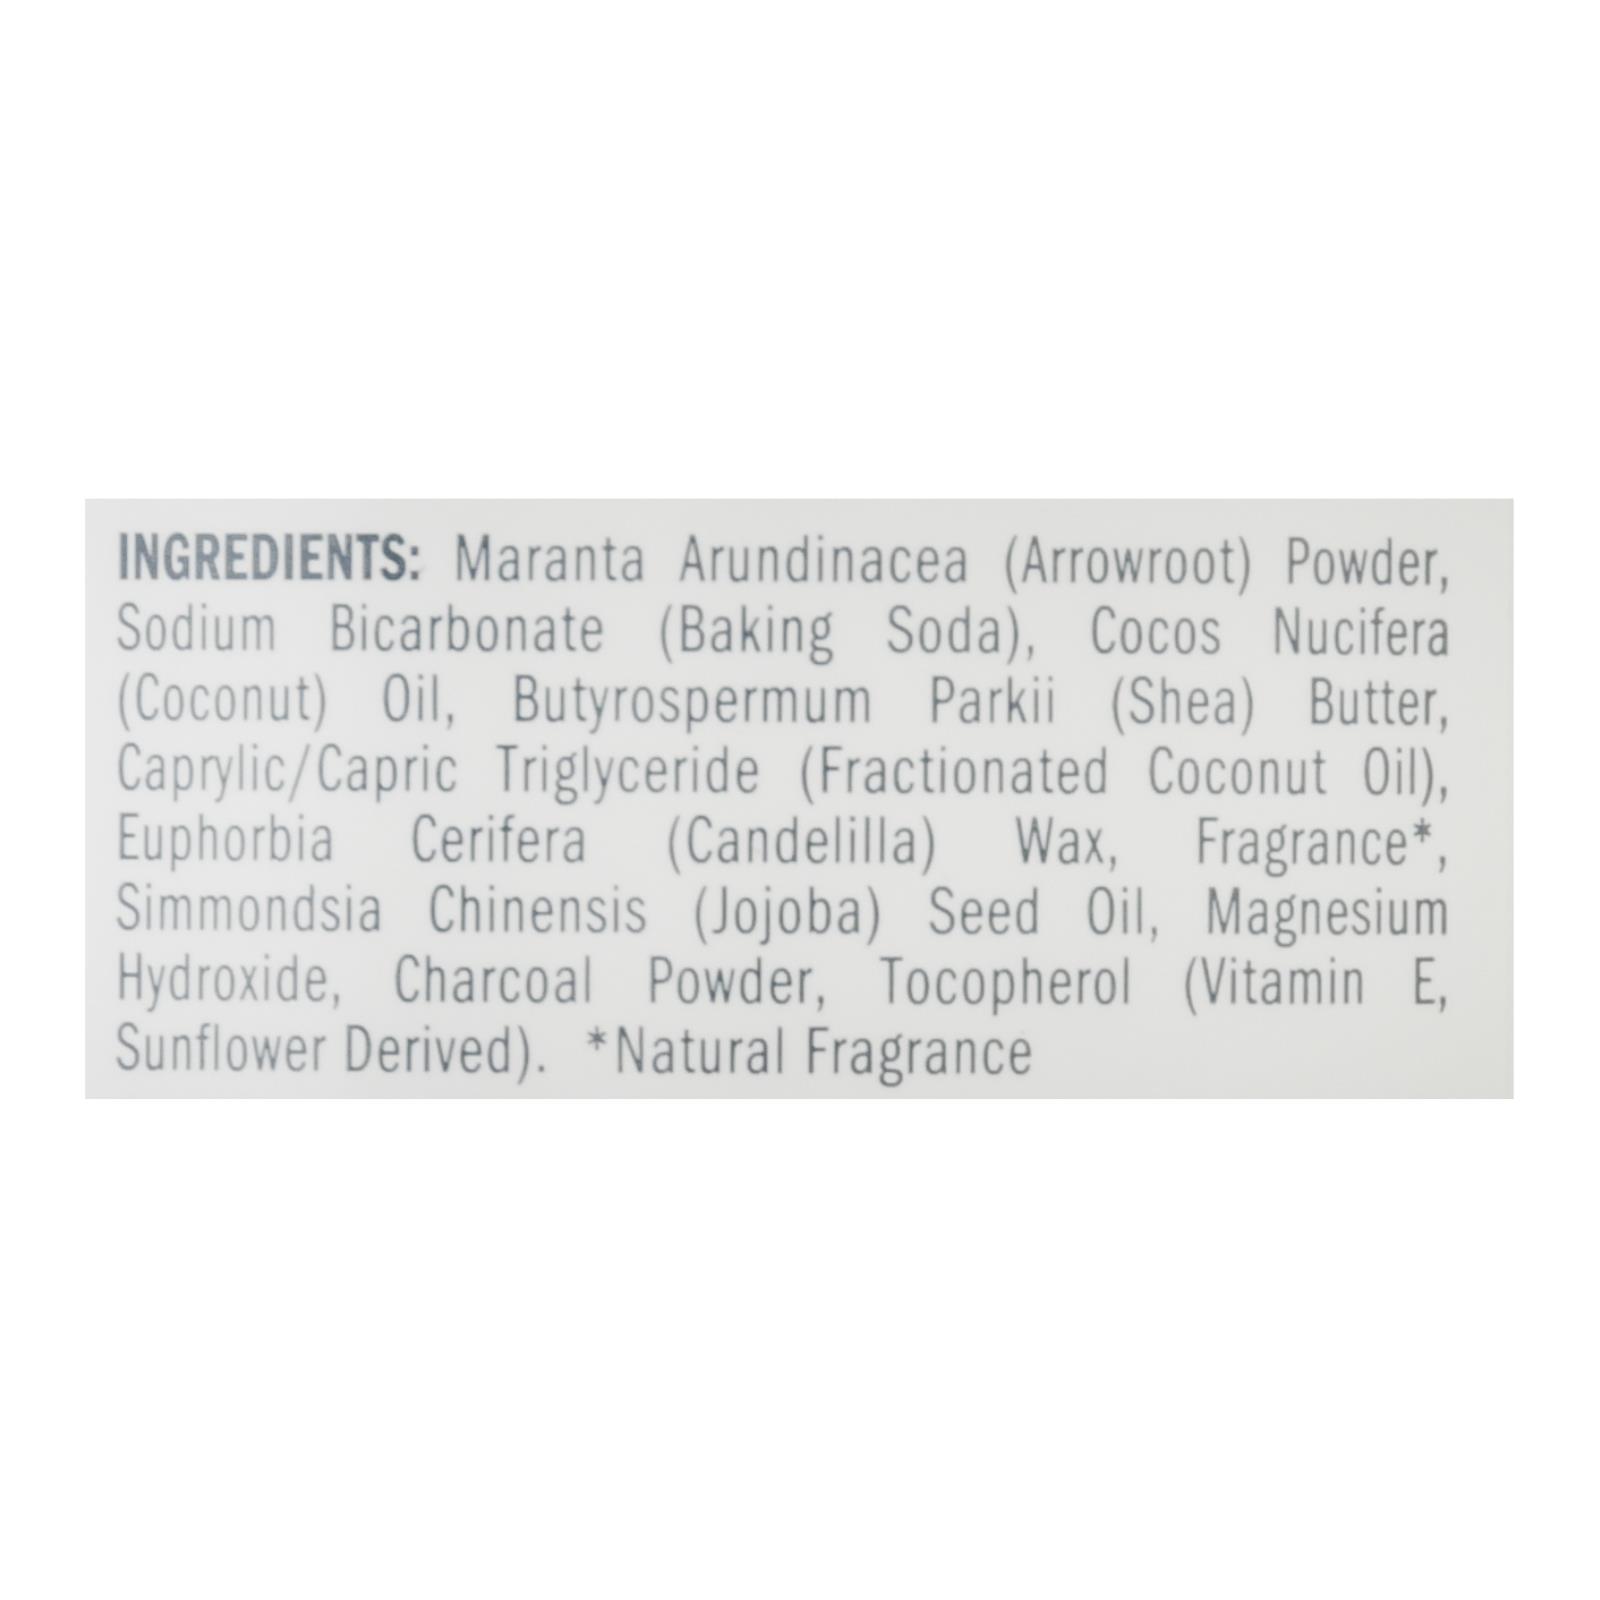 INGREDIENTS: Maranta Arundinacea (Arrowroot) Powder,
Sodium Bicarbonate (Baking Soda), Cocos Nucifera
(Coconut) Oil, Butyrospermum Parkii (Shea) Butter,
Caprylic/Capric Triglyceride (Fractionated Coconut Oil),
Euphorbia Cerifera (Candelilla) Wax, Fragrance*,
Simmondsia Chinensis (Jojoba) Seed Oil, Magnesium
Hydroxide, Charcoal Powder, Tocopherol (Vitamin E,
Sunflower Derived). *Natural Fragrance